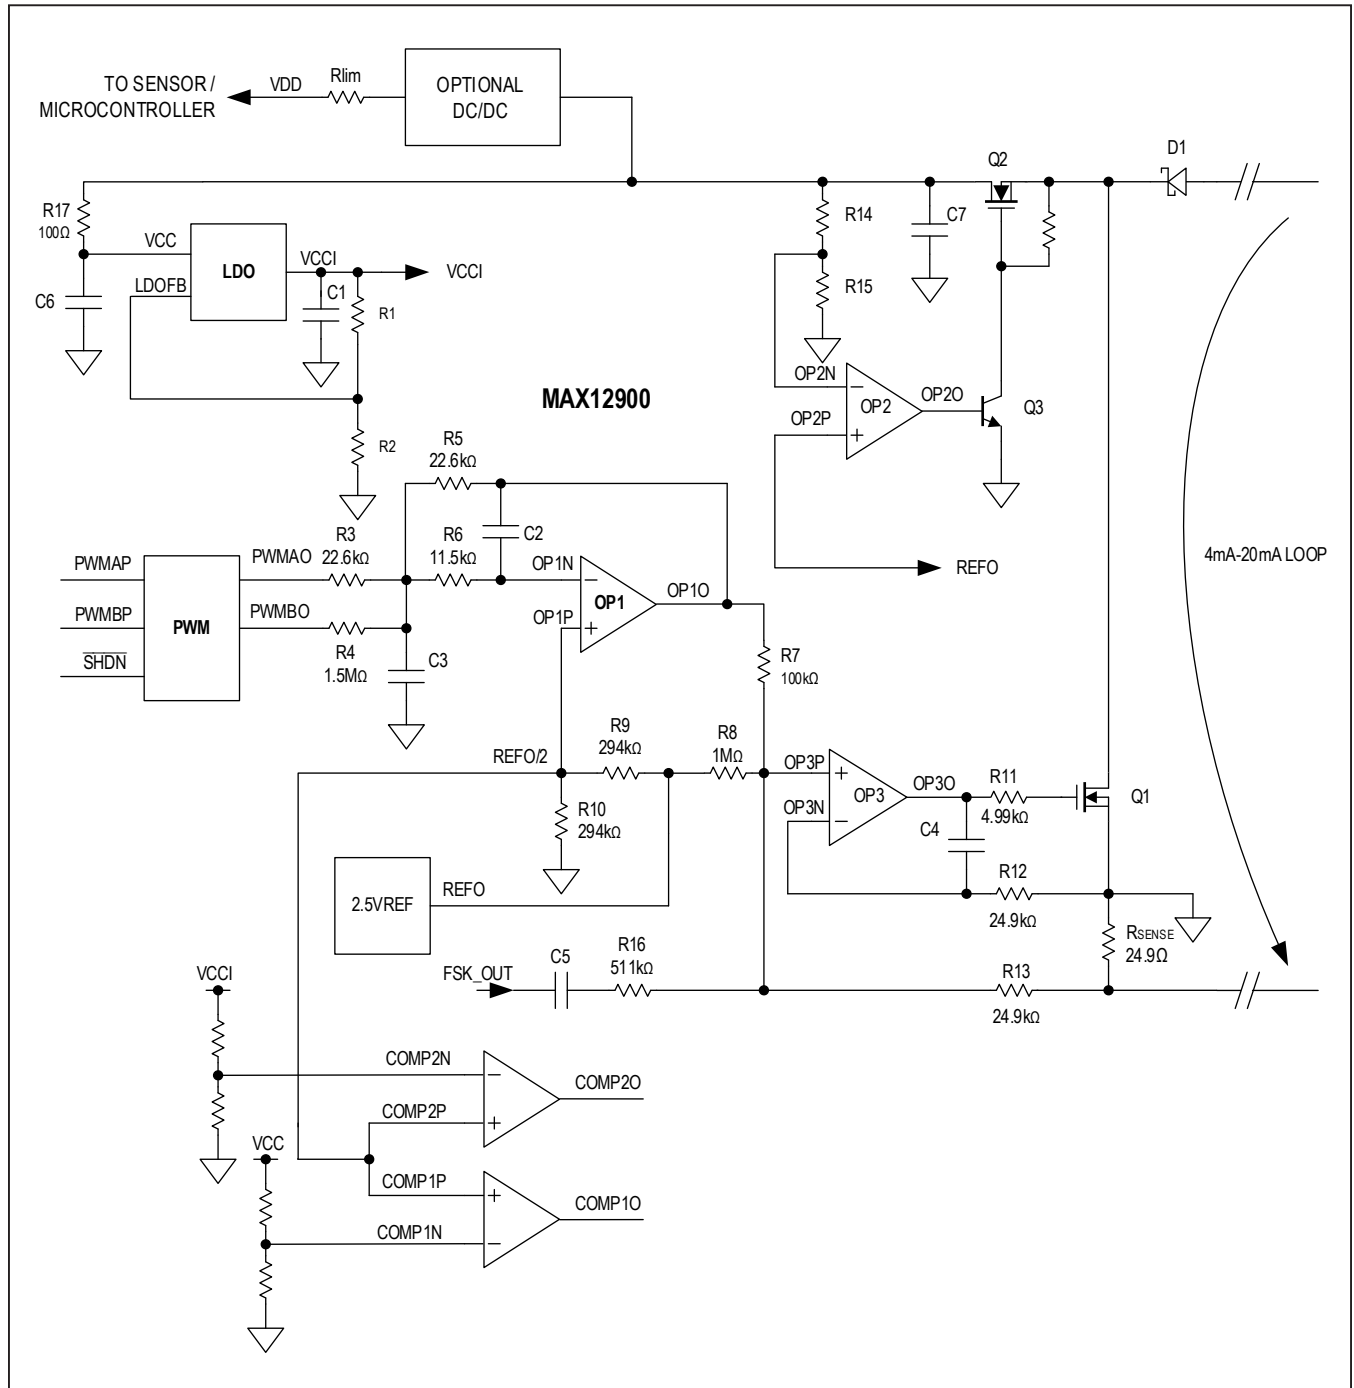 TO SENSOR /
MICROCONTROLLER
VDD
Rlim
OPTIONAL
DC/DC
Q2
D1
R17
100Ω
VCC
LDO
VCCI
VCCI
LDOFB
C6
C1
R1
R2
R14
C7
R15
OP2N
OP2P
OP2
OP2O
Q3
MAX12900
R5
22.6kΩ
C2
R3
22.6kΩ
R6
11.5kΩ
PWMAP
PWMBP
SHDN
PWM
PWMAO
PWMBO
R4
1.5MΩ
C3
OP1N
OP1P
OP1
OP1O
REFO
4mA-20mA LOOP
R7
100kΩ
REFO/2
R9
294kΩ
R8
1MΩ
R10
294kΩ
OP3P
OP3N
OP3
OP3O
R11
4.99kΩ
Q1
C4
R12
24.9kΩ
2.5VREF
REFO
RSENSE
24.9Ω
FSK_OUT
C5
R16
511kΩ
R13
24.9kΩ
VCCI
COMP2N
COMP2P
COMP2O
VCC
COMP1P
COMP1N
COMP1O